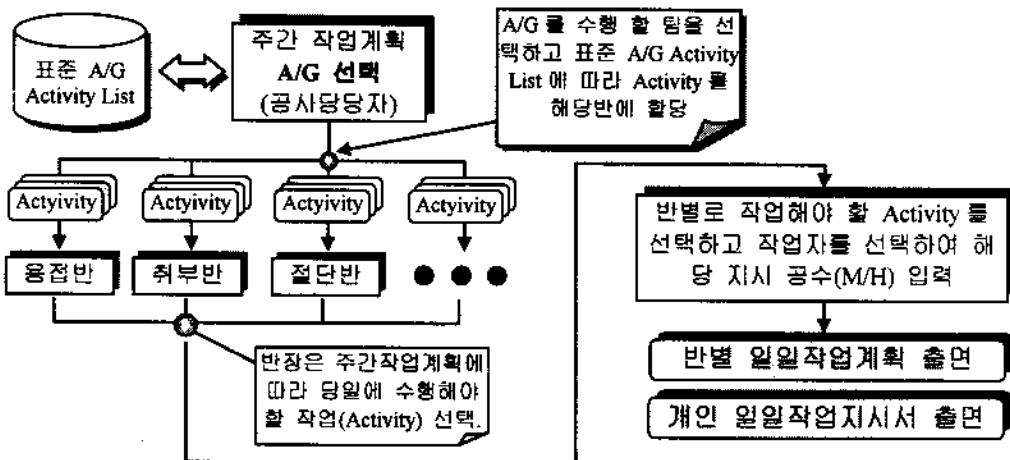 표준 A/G
Activity List
주간 작업계획
A/G 선택
(공사담당자)
A/G 를 수행 할 팀을 선
택하고 표준 A/G Activity
List 에 따라 Activity 를
해당반에 할당
Actyivity
Actyivity
Actyivity
Actyivity
용접반
취부반
절단반
반장은 주간작업계획에
따라 당일에 수행해야
할 작업(Activity) 선택.
반별로 작업해야 할 Activity 를
선택하고 작업자를 선택하여 해
당 지시 공수(M/H) 입력
반별 일일작업계획 출면
개인 일일작업지시서 출면